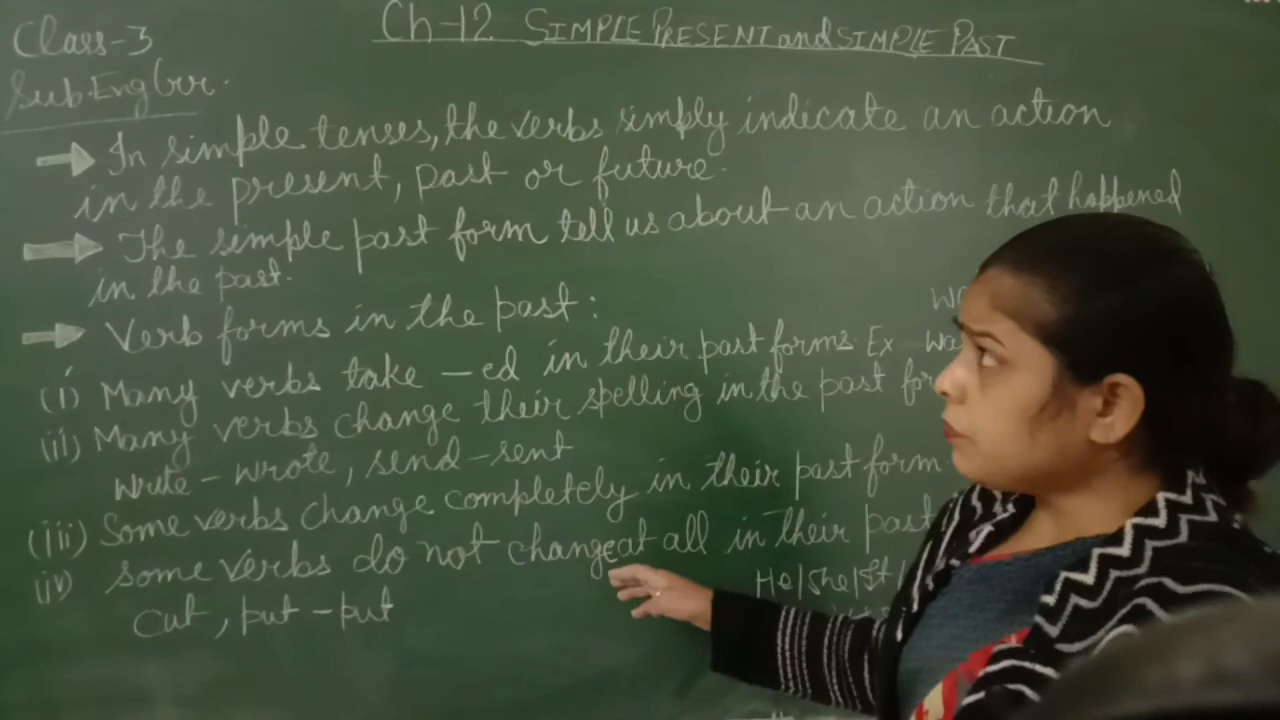 Class-3
Sub. Eng Gr.
Ch-12 SIMPLE PRESENT and SIMPLE PAST
→ In simple tenses, the verbs simply indicate an action
in the present, past or future.
→ The simple past form tell us about an action that happened
in the past.
→ Verb forms in the past:
(i) Many verbs take -ed in their past forms. Ex
(ii) Many verbs change their spelling in the past
write - wrote, send - sent
(iii) Some verbs change completely in their past form
(iv) Some verbs do not change at all in their past
cut, put - put
He/She/It/